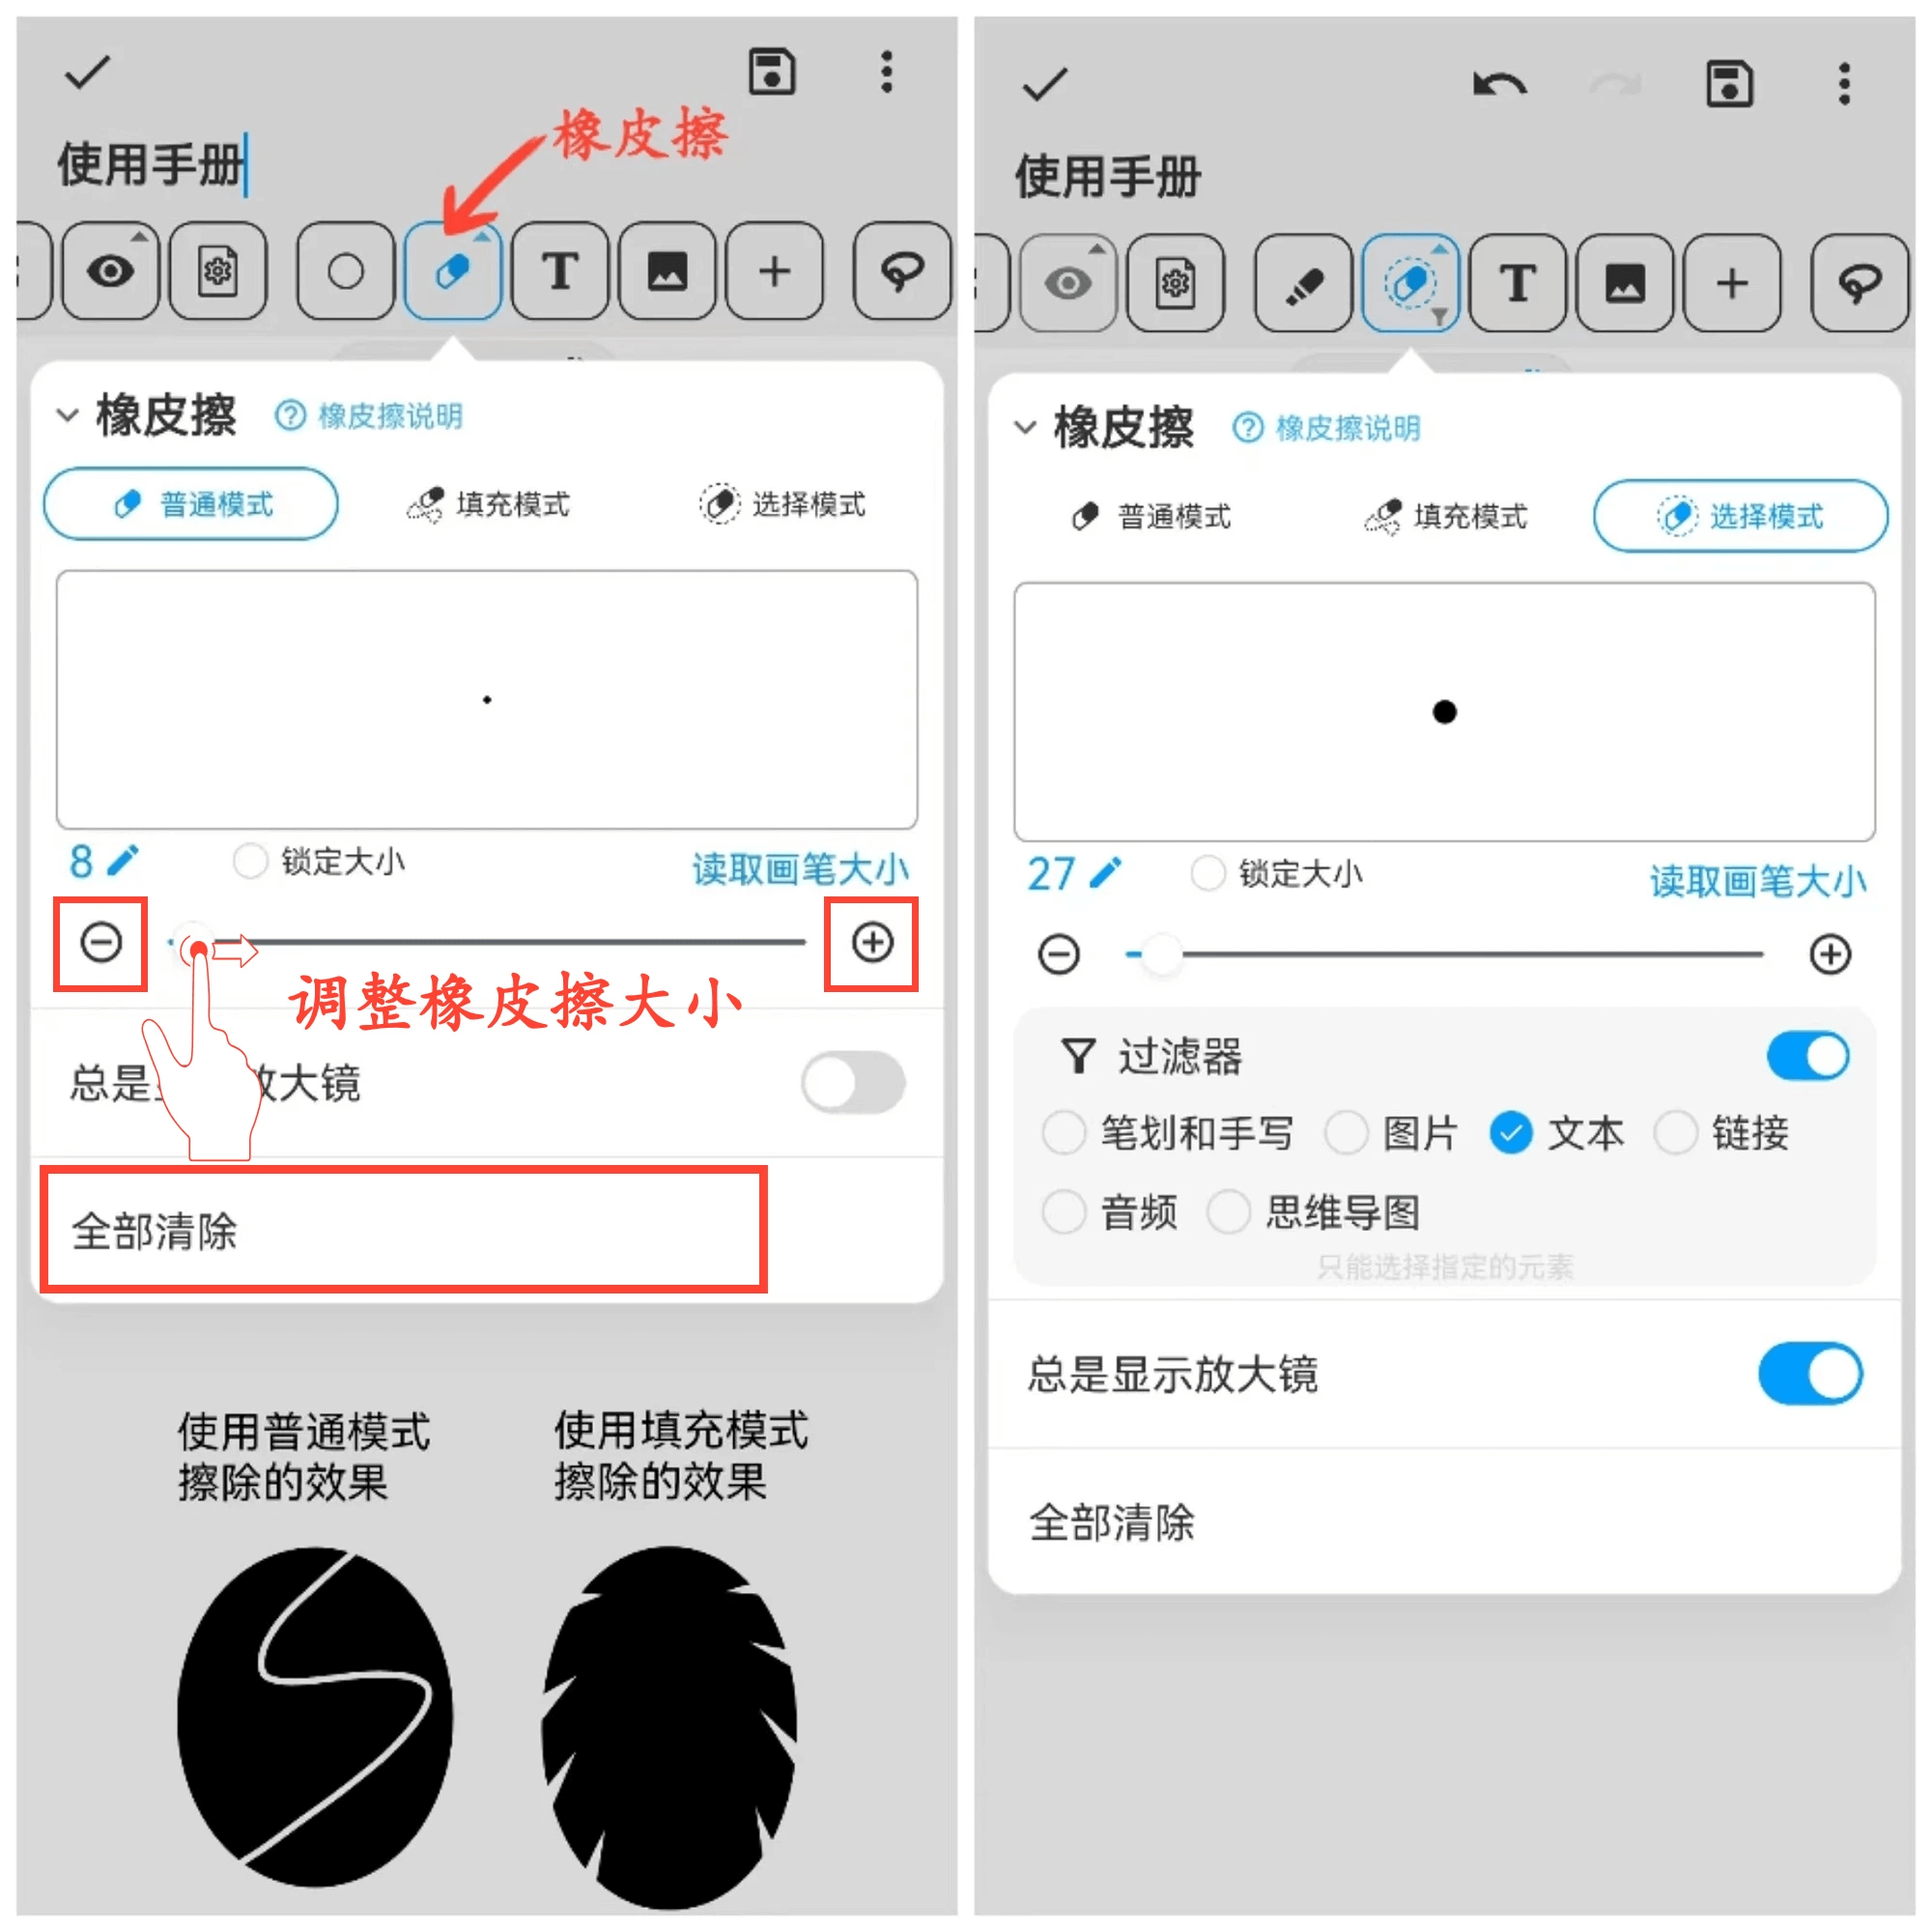 橡皮擦
使用手册
T
橡皮擦
橡皮擦说明
普通模式
填充模式
选择模式
8
锁定大小
读取画笔大小
调整橡皮擦大小
总是
放大镜
全部清除
使用普通模式
擦除的效果
使用填充模式
擦除的效果
使用手册
T
橡皮擦
橡皮擦说明
普通模式
填充模式
选择模式
27
锁定大小
读取画笔大小
过滤器
笔划和手写
图片
文本
链接
音频
思维导图
只能选择指定的元素
总是显示放大镜
全部清除